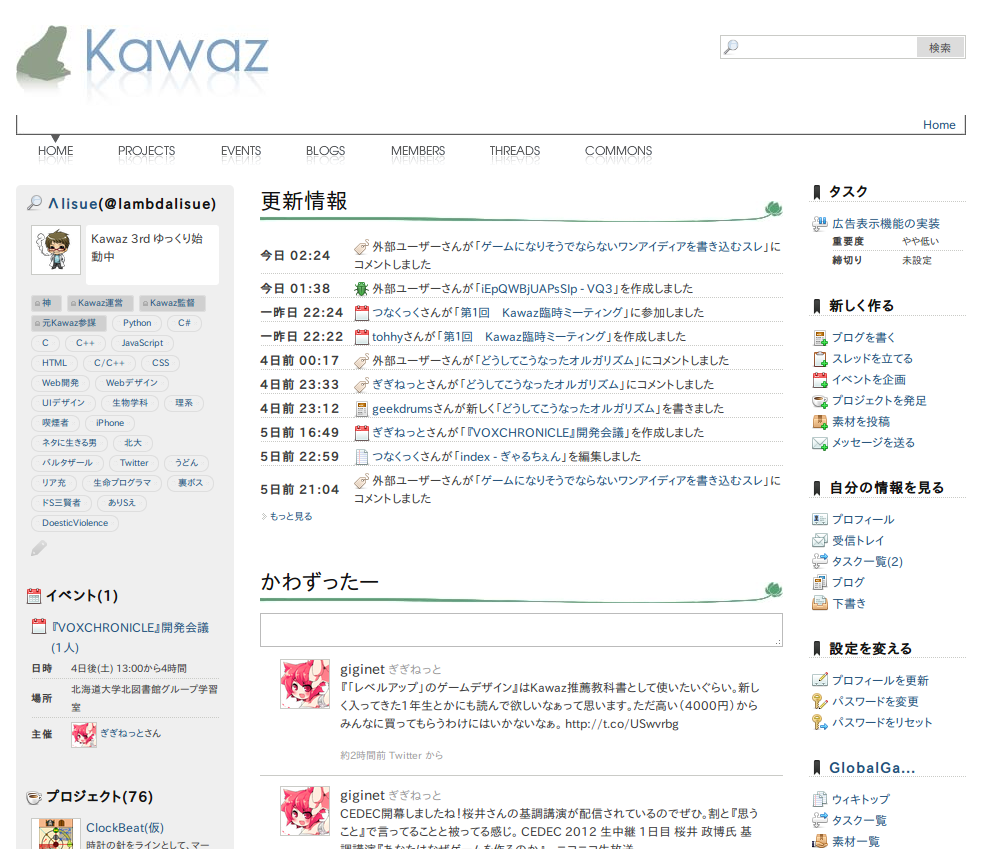 Kawaz
検索
Home
HOME
PROJECTS
EVENTS
BLOGS
MEMBERS
THREADS
COMMONS
Λlisue(@lambdalisue)
Kawaz 3rd ゆっくり始
動中
神
Kawaz運営
Kawaz監督
元Kawaz参謀
Python
C#
C
C++
JavaScript
HTML
C/C++
CSS
Web開発
Webデザイン
UIデザイン
生物学科
理系
喫煙者
iPhone
ネタに生きる男
北大
バルタザール
Twitter
うどん
リア充
生命プログラマ
裏ボス
ドS三賢者
ありSえ
DoesticViolence
イベント(1)
『VOXCHRONICLE』開発会議
(1人)
日時 4日後(土) 13:00から4時間
場所 北海道大学北図書館グループ学習
室
主催 ぎぎねっとさん
プロジェクト(76)
ClockBeat(仮)
時計の針をラインとして、マー
更新情報
今日 02:24 外部ユーザーさんが「ゲームになりそうでならないワンアイディアを書き込むスレ」に
コメントしました
今日 01:38 外部ユーザーさんが「iEpQWBjUAPsSIp - VQ3」を作成しました
一昨日 22:24 つなくっくさんが「第1回 Kawaz臨時ミーティング」に参加しました
一昨日 22:22 tohhyさんが「第1回 Kawaz臨時ミーティング」を作成しました
4日前 00:17 外部ユーザーさんが「どうしてこうなったオルガリズム」にコメントしました
4日前 23:33 ぎぎねっとさんが「どうしてこうなったオルガリズム」にコメントしました
4日前 23:12 geekdrumsさんが新しく「どうしてこうなったオルガリズム」を書きました
5日前 16:49 ぎぎねっとさんが「『VOXCHRONICLE』開発会議」を作成しました
5日前 22:59 つなくっくさんが「index - ぎゃるちぇん」を編集しました
5日前 21:04 外部ユーザーさんが「ゲームになりそうでならないワンアイディアを書き込むスレ」に
コメントしました
もっと見る
かわずったー
giginet ぎぎねっと
『「レベルアップ」のゲームデザイン』はKawaz推薦教科書として使いたいぐらい。新し
く入ってきた1年生とかにも読んで欲しいなぁって思います。ただ高い（4000円）から
みんなに買ってもらうわけにはいかないなぁ。 http://t.co/USwvrbg
約2時間前 Twitter から
giginet ぎぎねっと
CEDEC開幕しましたね！桜井さんの基調講演が配信されているのでぜひ。割と『思う
こと』で言ってることと被ってる感じ。 CEDEC 2012 生中継 1日目 桜井 政博氏 基
調講演『あなたはなぜゲームを作るのか』 - ニコニコ生放送
タスク
広告表示機能の実装
重要度 やや低い
締切り 未設定
新しく作る
ブログを書く
スレッドを立てる
イベントを企画
プロジェクトを発足
素材を投稿
メッセージを送る
自分の情報を見る
プロフィール
受信トレイ
タスク一覧(2)
ブログ
下書き
設定を変える
プロフィールを更新
パスワードを変更
パスワードをリセット
GlobalGa...
ウィキトップ
タスク一覧
素材一覧